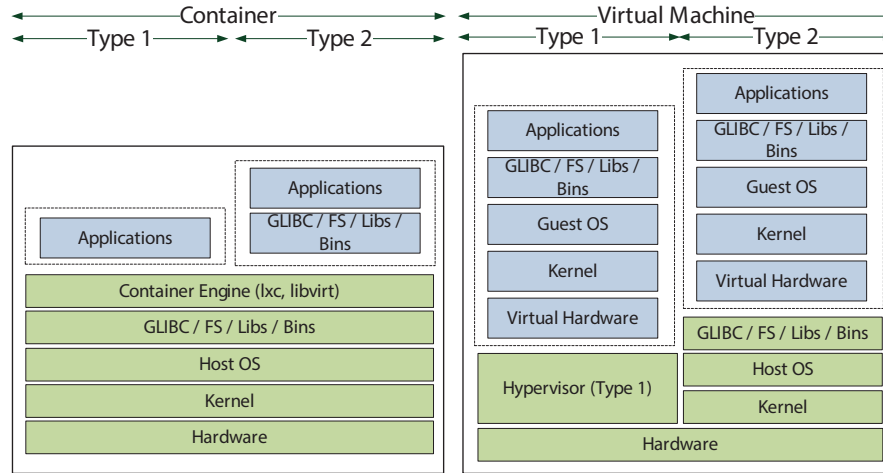 Container
Type 1
Type 2
Applications
Applications
GLIBC / FS / Libs /
Bins
Container Engine (lxc, libvirt)
GLIBC / FS / Libs / Bins
Host OS
Kernel
Hardware
Virtual Machine
Type 1
Type 2
Applications
GLIBC / FS / Libs /
Bins
Guest OS
Kernel
Virtual Hardware
Hypervisor (Type 1)
Applications
GLIBC / FS / Libs /
Bins
Guest OS
Kernel
Virtual Hardware
GLIBC / FS / Libs / Bins
Host OS
Kernel
Hardware